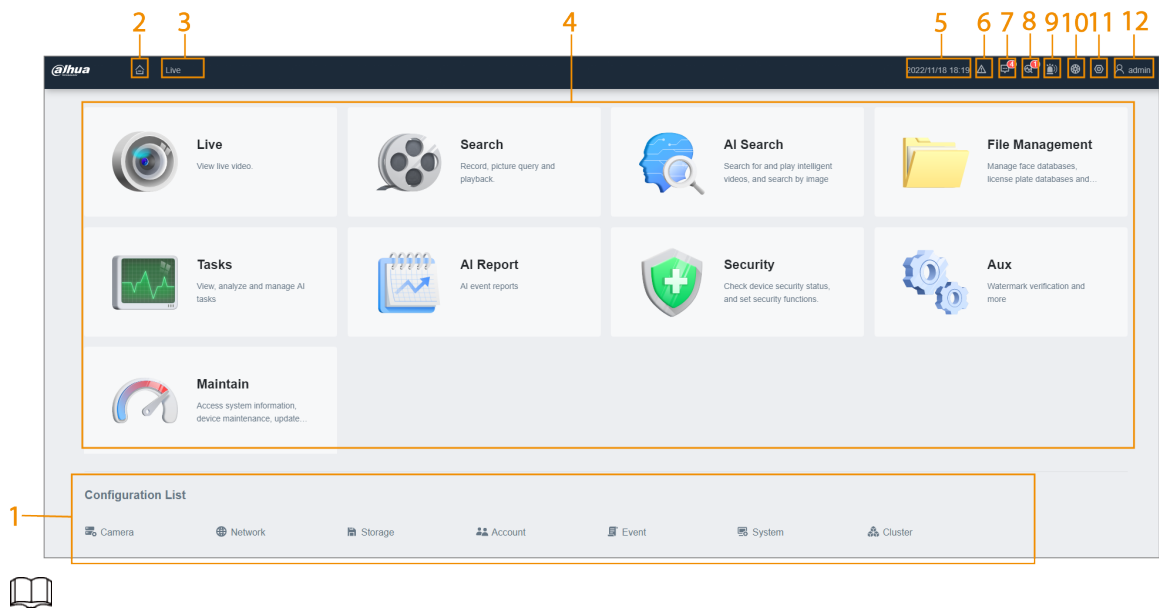 2 3 4 5 6 7 8 9 10 11 12
alhua Live 2022/11/18 18:19 4 1 admin
Live
View live video.
Search
Record, picture query and
playback.
AI Search
Search for and play intelligent
videos, and search by image
File Management
Manage face databases,
license plate databases and...
Tasks
View, analyze and manage AI
tasks
AI Report
AI event reports
Security
Check device security status,
and set security functions.
Aux
Watermark verification and
more
Maintain
Access system information,
device maintenance, update...
1
Configuration List
Camera Network Storage Account Event System Cluster